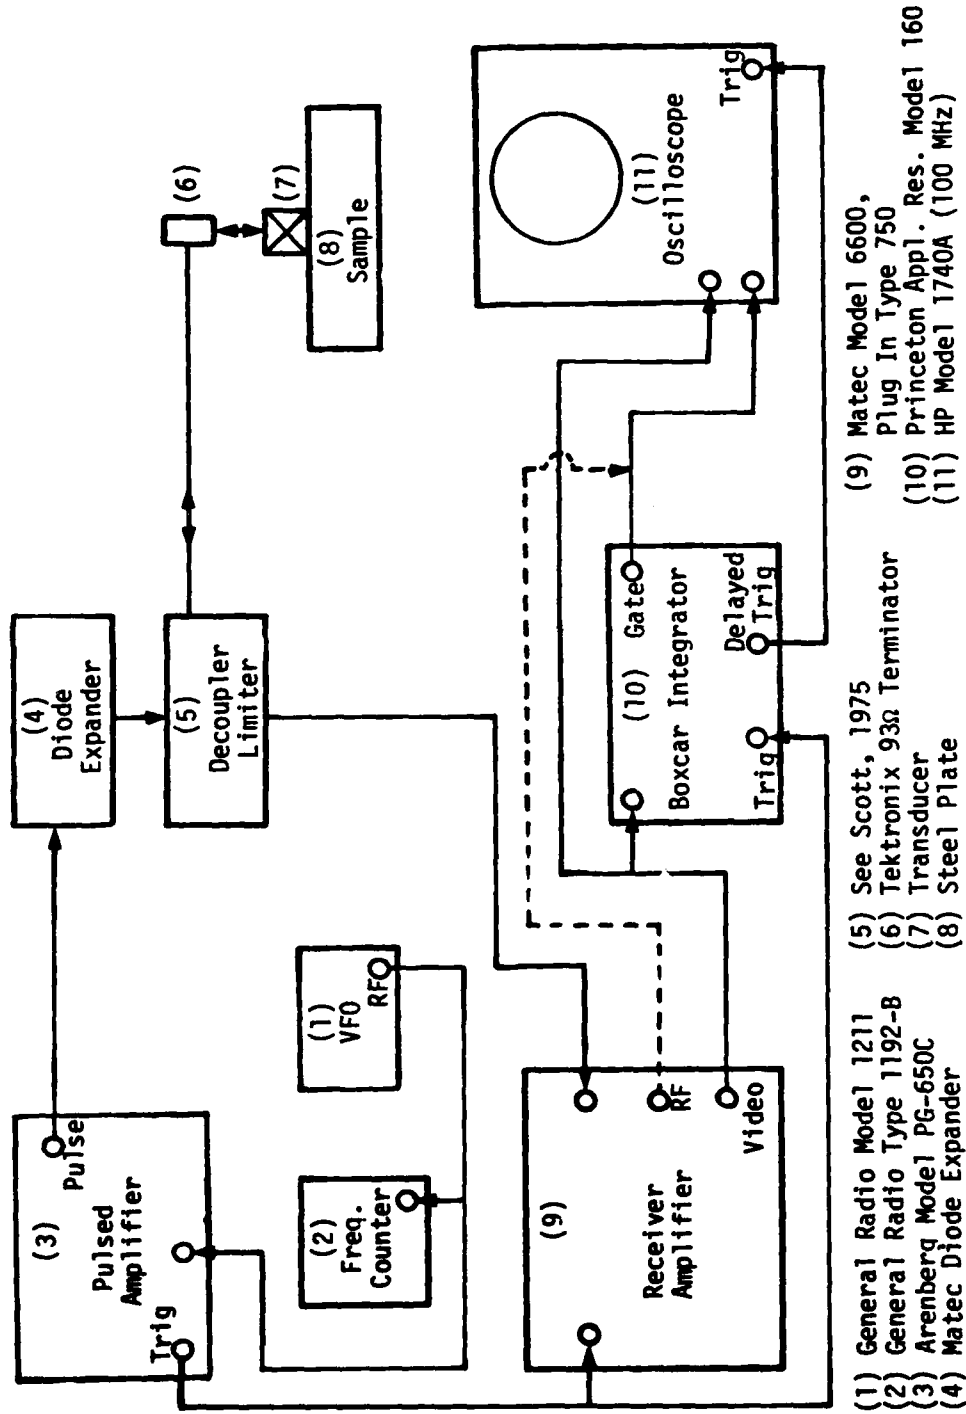 (3)
Pulsed
Amplifier
Pulse
Trig
(4)
Diode
Expander
(5)
Decoupler
Limiter
(6)
(7)
(8)
Sample
(2)
Freq.
Counter
(1)
VFO
RF
(9)
Receiver
Amplifier
RF
Video
(10)
Gate
Boxcar Integrator
Trig
Delayed
Trig
(11)
Oscilloscope
Trig
(1) General Radio Model 1211
(2) General Radio Type 1192-B
(3) Arenberg Model PG-650C
(4) Matec Diode Expander
(5) See Scott, 1975
(6) Tektronix 93Ω Terminator
(7) Transducer
(8) Steel Plate
(9) Matec Model 6600,
Plug In Type 750
(10) Princeton Appl. Res. Model 160
(11) HP Model 1740A (100 MHz)